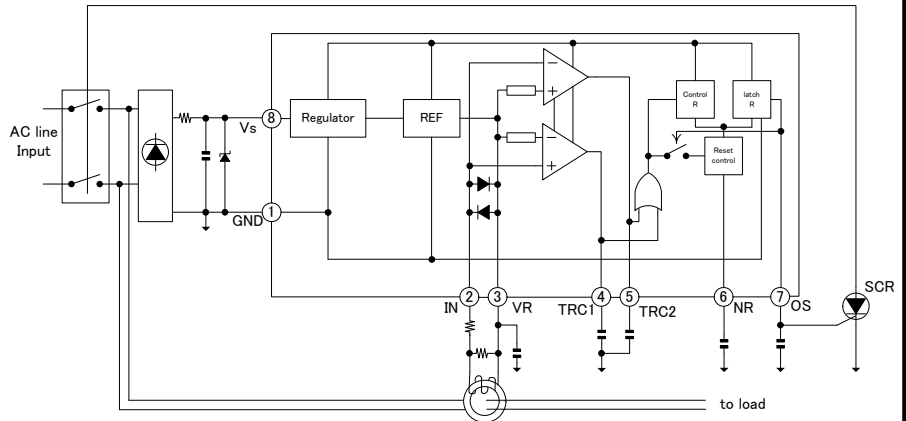 AC line
Input
8
Vs
Regulator
REF
−
+
−
+
Control
R
latch
R
Reset
control
1
GND
2
IN
3
VR
4
TRC1
5
TRC2
6
NR
7
OS
SCR
to load